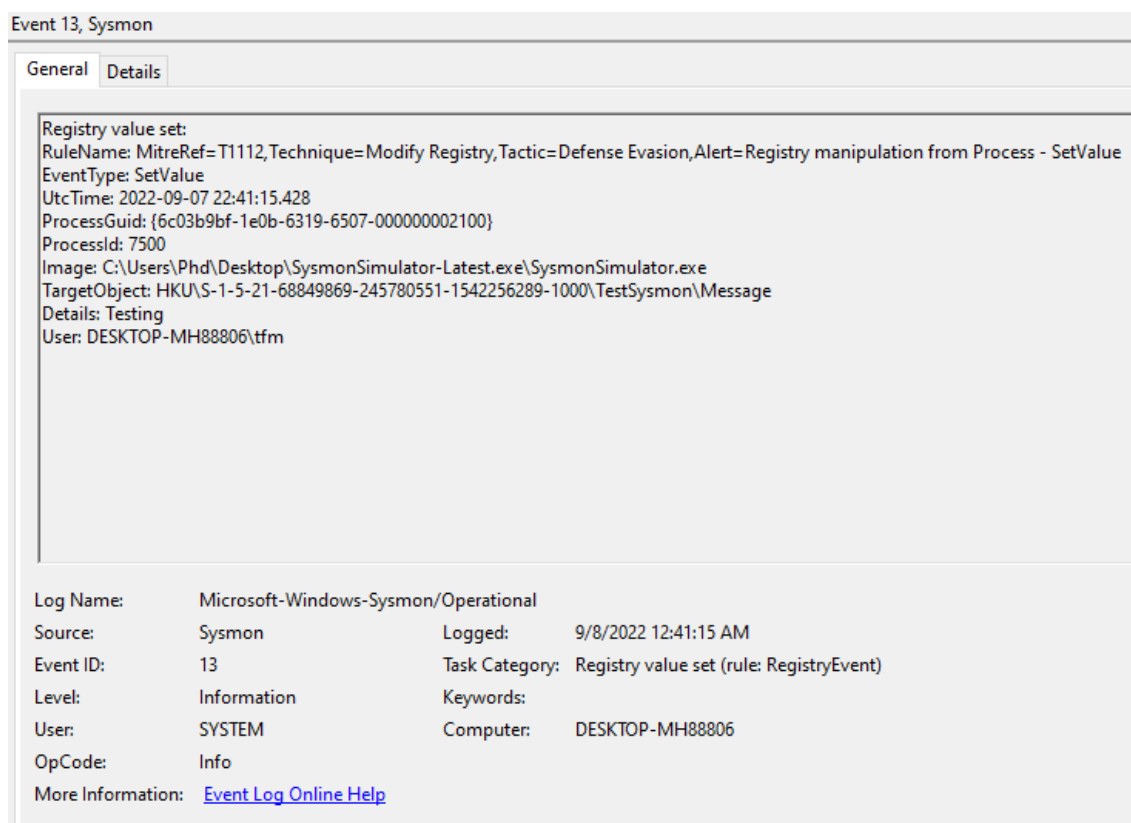 Event 13, Sysmon
General Details
Registry value set:
RuleName: MitreRef=T1112,Technique=Modify Registry,Tactic=Defense Evasion,Alert=Registry manipulation from Process - SetValue
EventType: SetValue
UtcTime: 2022-09-07 22:41:15.428
ProcessGuid: {6c03b9bf-1e0b-6319-6507-000000002100}
ProcessId: 7500
Image: C:\Users\Phd\Desktop\SysmonSimulator-Latest.exe\SysmonSimulator.exe
TargetObject: HKU\S-1-5-21-68849869-245780551-1542256289-1000\TestSysmon\Message
Details: Testing
User: DESKTOP-MH88806\tfm
Log Name: Microsoft-Windows-Sysmon/Operational
Source: Sysmon Logged: 9/8/2022 12:41:15 AM
Event ID: 13 Task Category: Registry value set (rule: RegistryEvent)
Level: Information Keywords:
User: SYSTEM Computer: DESKTOP-MH88806
OpCode: Info
More Information: Event Log Online Help